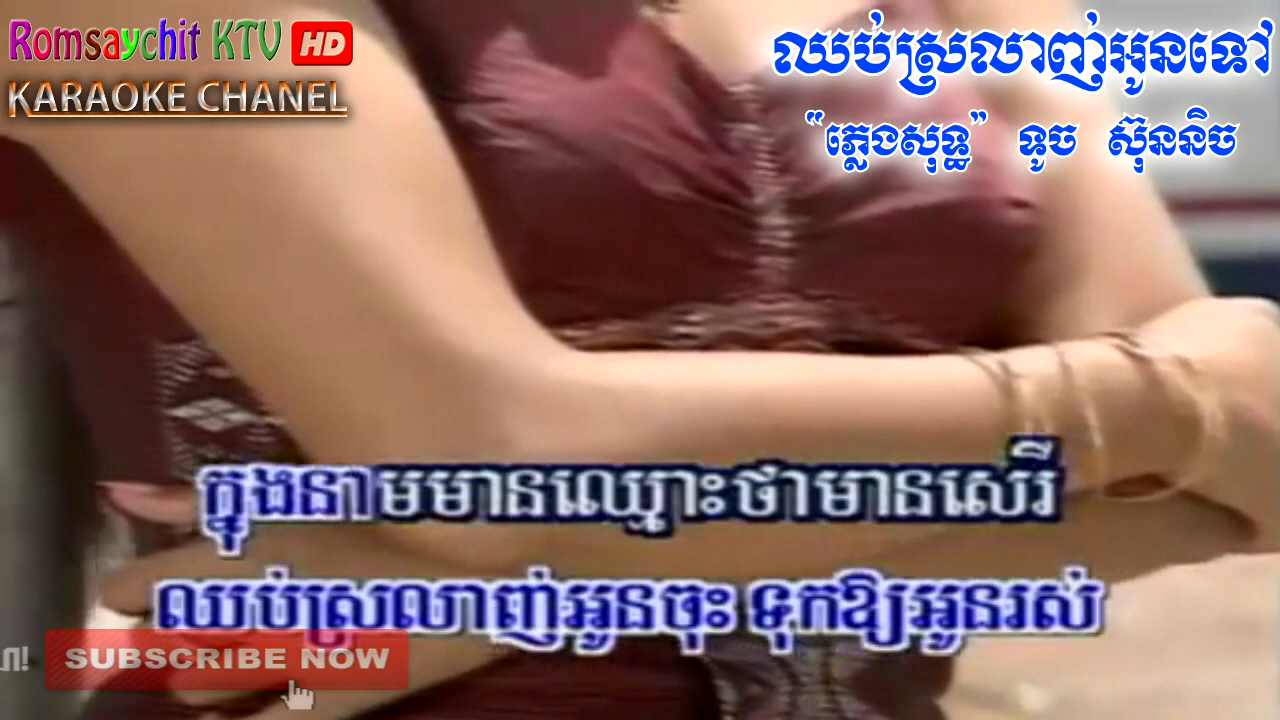 Romsaychit KTV HD
KARAOKE CHANEL
ឈប់ស្រលាញ់អូនទៅ
“ភ្លេងសុទ្ធ” ទូច ស៊ុននិច
ក្នុងនាមមានឈ្មោះថាមានសេរី
ឈប់ស្រលាញ់អូនចុះ ទុកឱ្យអូនរស់
SUBSCRIBE NOW